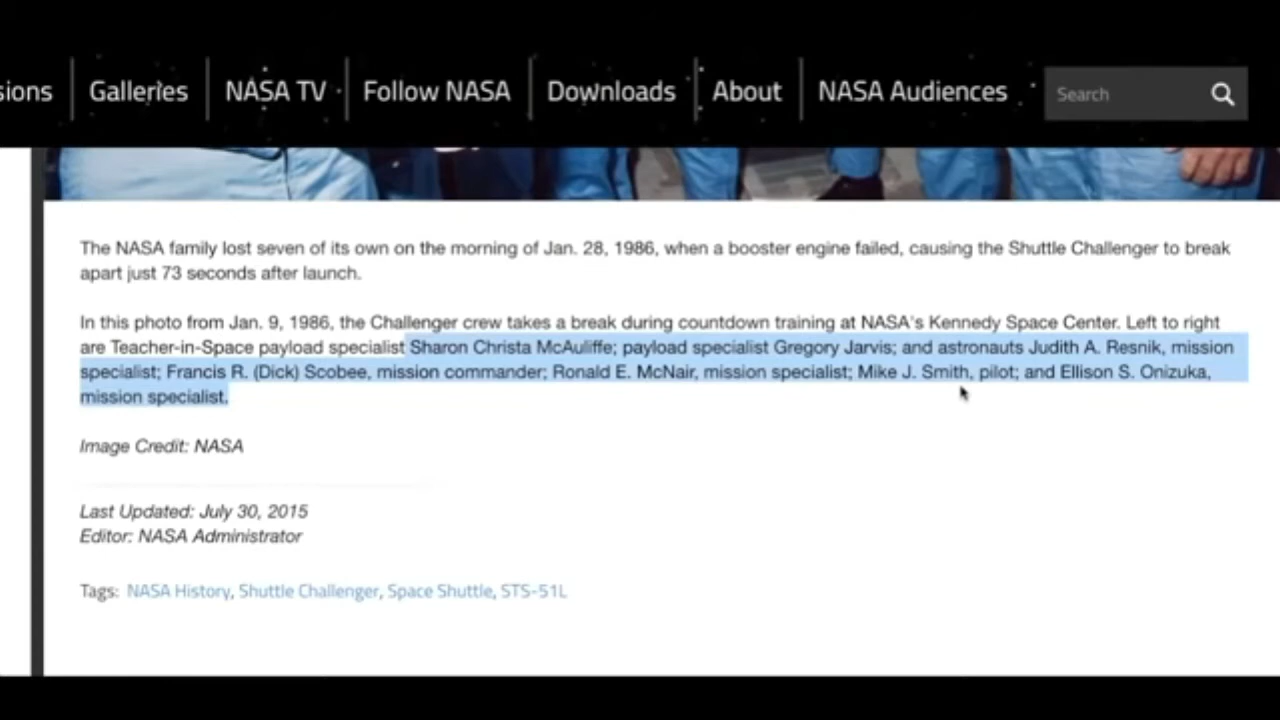 sions Galleries NASA TV Follow NASA Downloads About NASA Audiences Search
The NASA family lost seven of its own on the morning of Jan. 28, 1986, when a booster engine failed, causing the Shuttle Challenger to break
apart just 73 seconds after launch.
In this photo from Jan. 9, 1986, the Challenger crew takes a break during countdown training at NASA's Kennedy Space Center. Left to right
are Teacher-in-Space payload specialist Sharon Christa McAuliffe; payload specialist Gregory Jarvis; and astronauts Judith A. Resnik, mission
specialist; Francis R. (Dick) Scobee, mission commander; Ronald E. McNair, mission specialist; Mike J. Smith, pilot; and Ellison S. Onizuka,
mission specialist.
Image Credit: NASA
Last Updated: July 30, 2015
Editor: NASA Administrator
Tags: NASA History, Shuttle Challenger, Space Shuttle, STS-51L